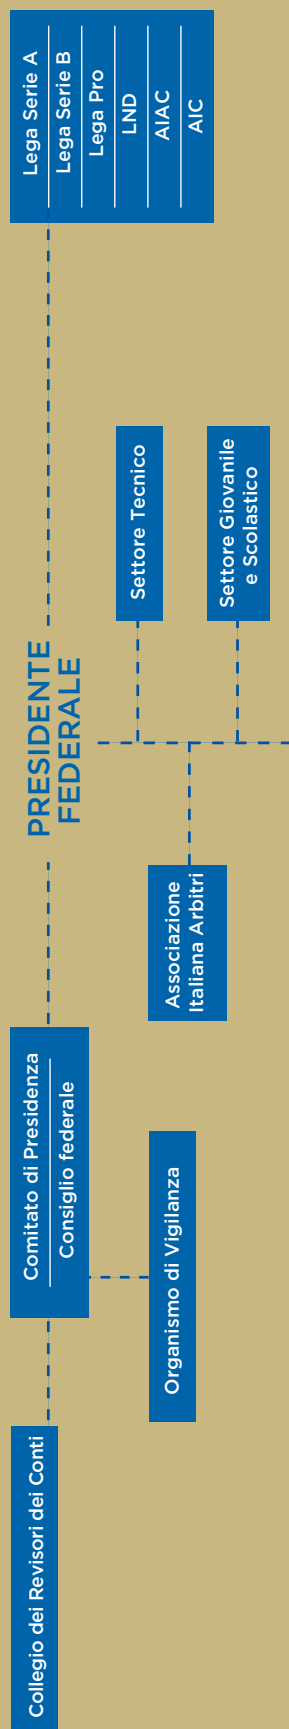 Collegio dei Revisori dei Conti
Comitato di Presidenza
Consiglio federale
Organismo di Vigilanza
PRESIDENTE
FEDERALE
Associazione
Italiana Arbitri
Settore Tecnico
Settore Giovanile
e Scolastico
Lega Serie A
Lega Serie B
Lega Pro
LND
AIAC
AIC